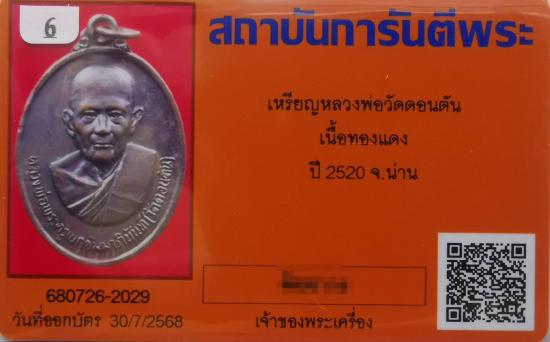 6
สถาบันการันตีพระ
เหรียญหลวงพ่อวัดดอนตัน
เนื้อทองแดง
ปี 2520 จ.น่าน
680726-2029
วันที่ออกบัตร 30/7/2568
เจ้าของพระเครื่อง